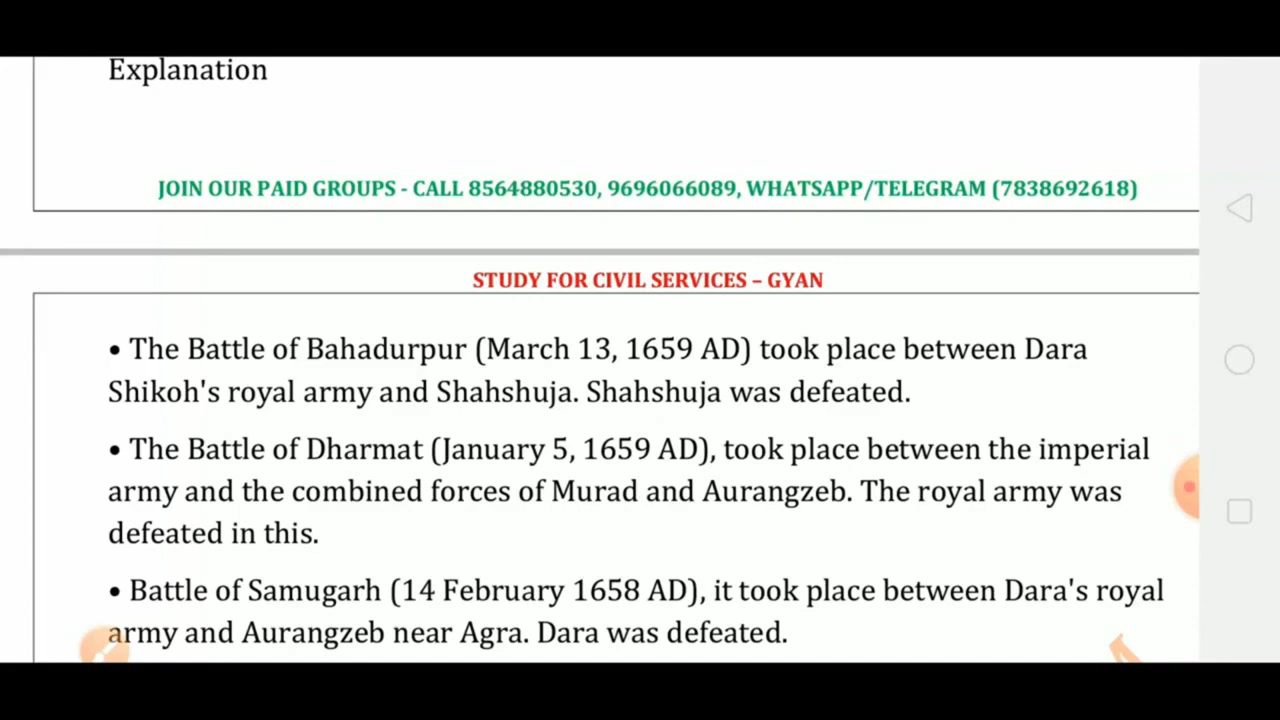 Explanation
JOIN OUR PAID GROUPS - CALL 8564880530, 9696066089, WHATSAPP/TELEGRAM (7838692618)
STUDY FOR CIVIL SERVICES – GYAN
• The Battle of Bahadurpur (March 13, 1659 AD) took place between Dara
Shikoh's royal army and Shahshuja. Shahshuja was defeated.
• The Battle of Dharmat (January 5, 1659 AD), took place between the imperial
army and the combined forces of Murad and Aurangzeb. The royal army was
defeated in this.
• Battle of Samugarh (14 February 1658 AD), it took place between Dara's royal
army and Aurangzeb near Agra. Dara was defeated.